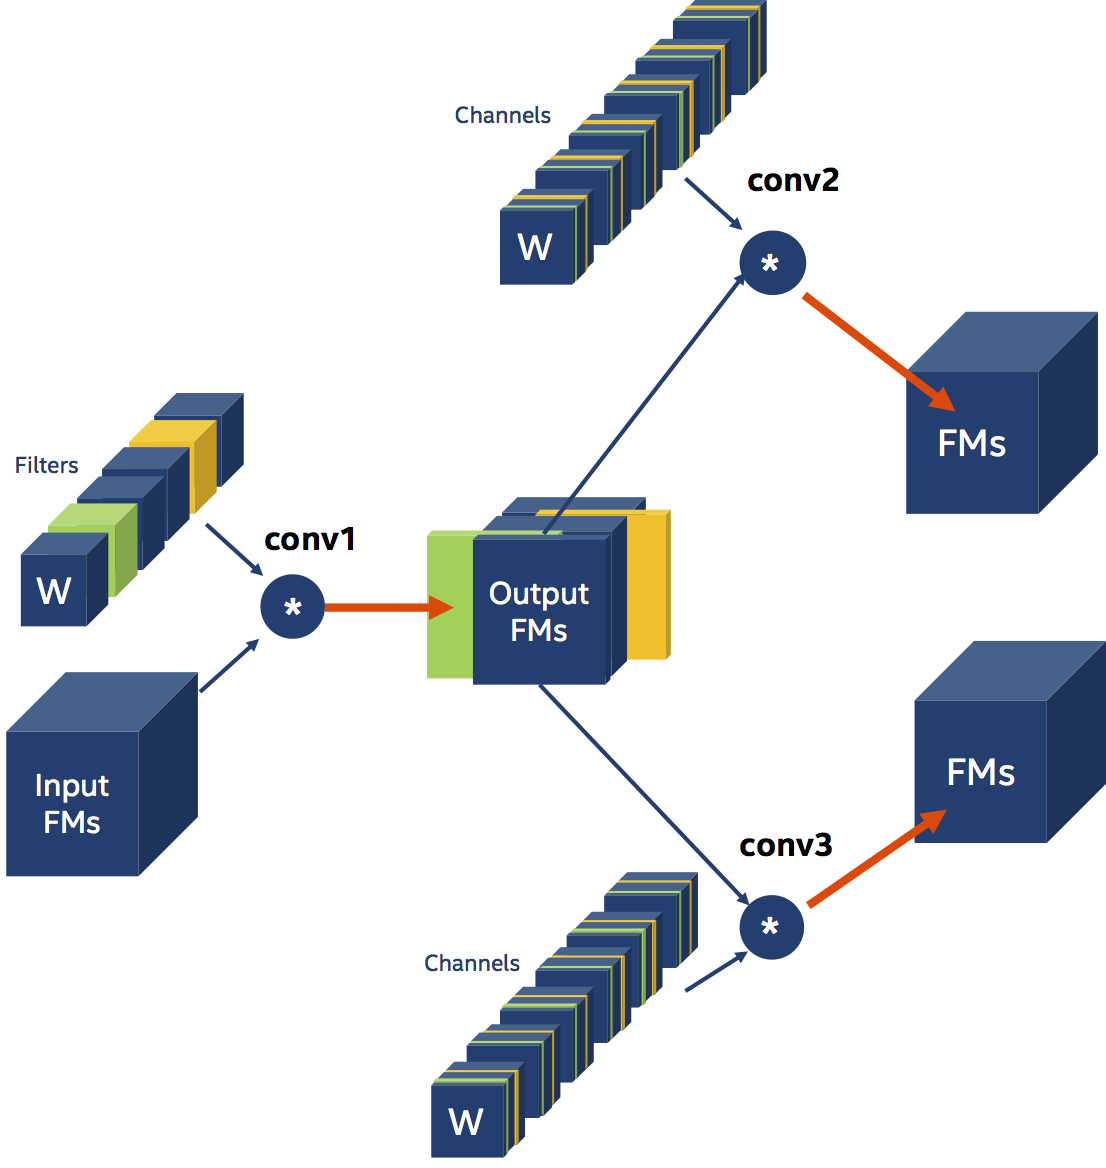 Channels
conv2
*
W
FMs
Filters
conv1
W
*
Output
FMs
Input
FMs
FMs
conv3
*
Channels
W